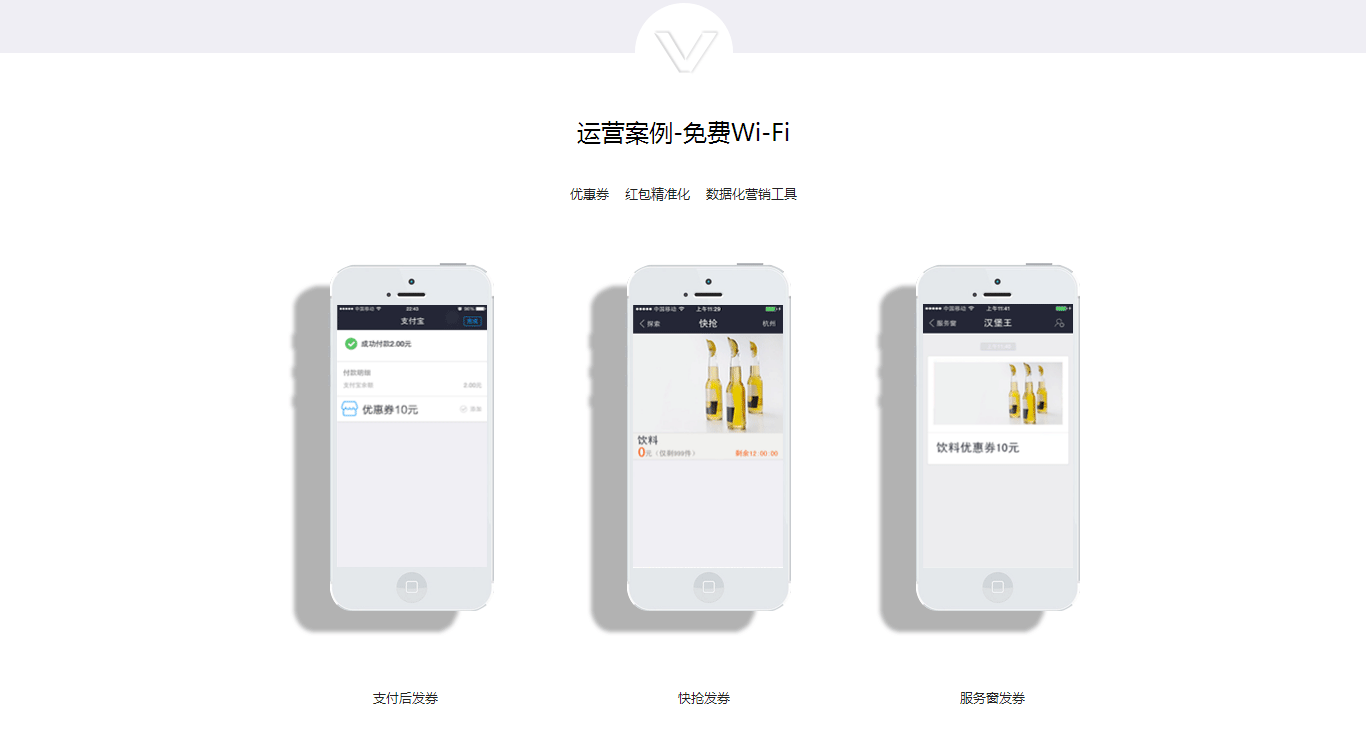 运营案例-免费Wi-Fi
优惠券 红包精准化 数据化营销工具
中国移动 22:43 90%
支付宝 完成
成功付款2.00元
付款明细
支付宝余额 2.00元
优惠券10元
中国移动 上午11:29
探索 快抢 杭州
饮料
0元（仅剩999件） 剩余12:00:00
中国移动 上午11:41
服务窗 汉堡王
饮料优惠券10元
支付后发券 快抢发券 服务窗发券